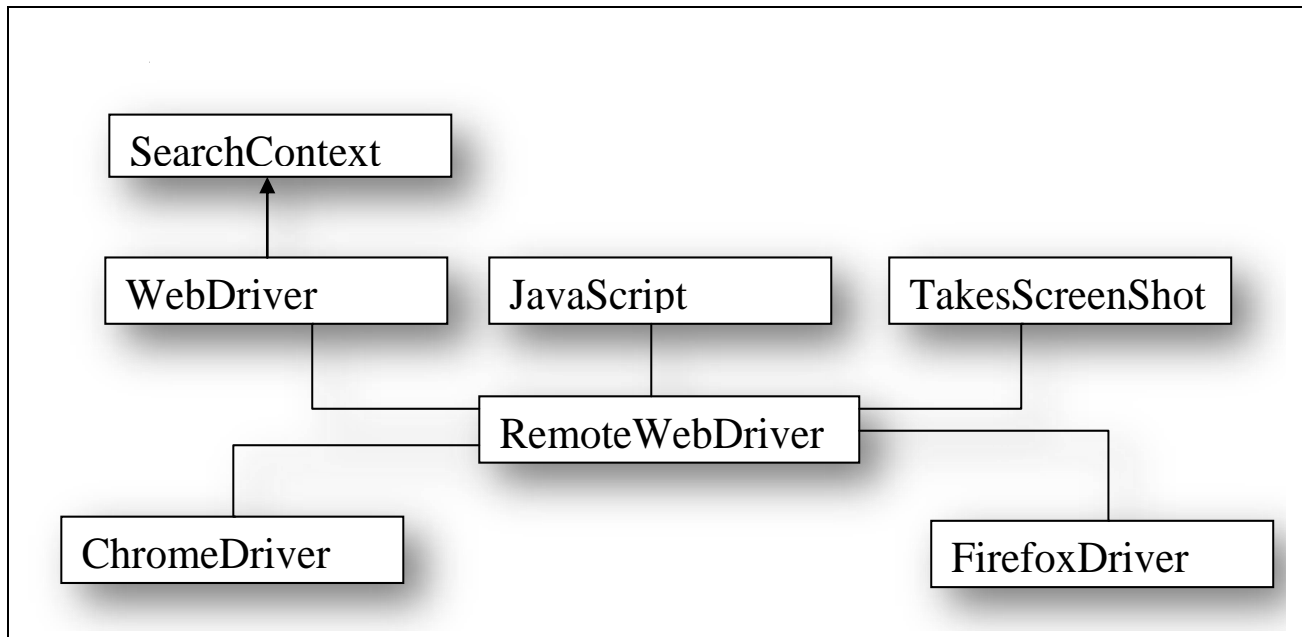 SearchContext
WebDriver
JavaScript
TakesScreenShot
RemoteWebDriver
ChromeDriver
FirefoxDriver